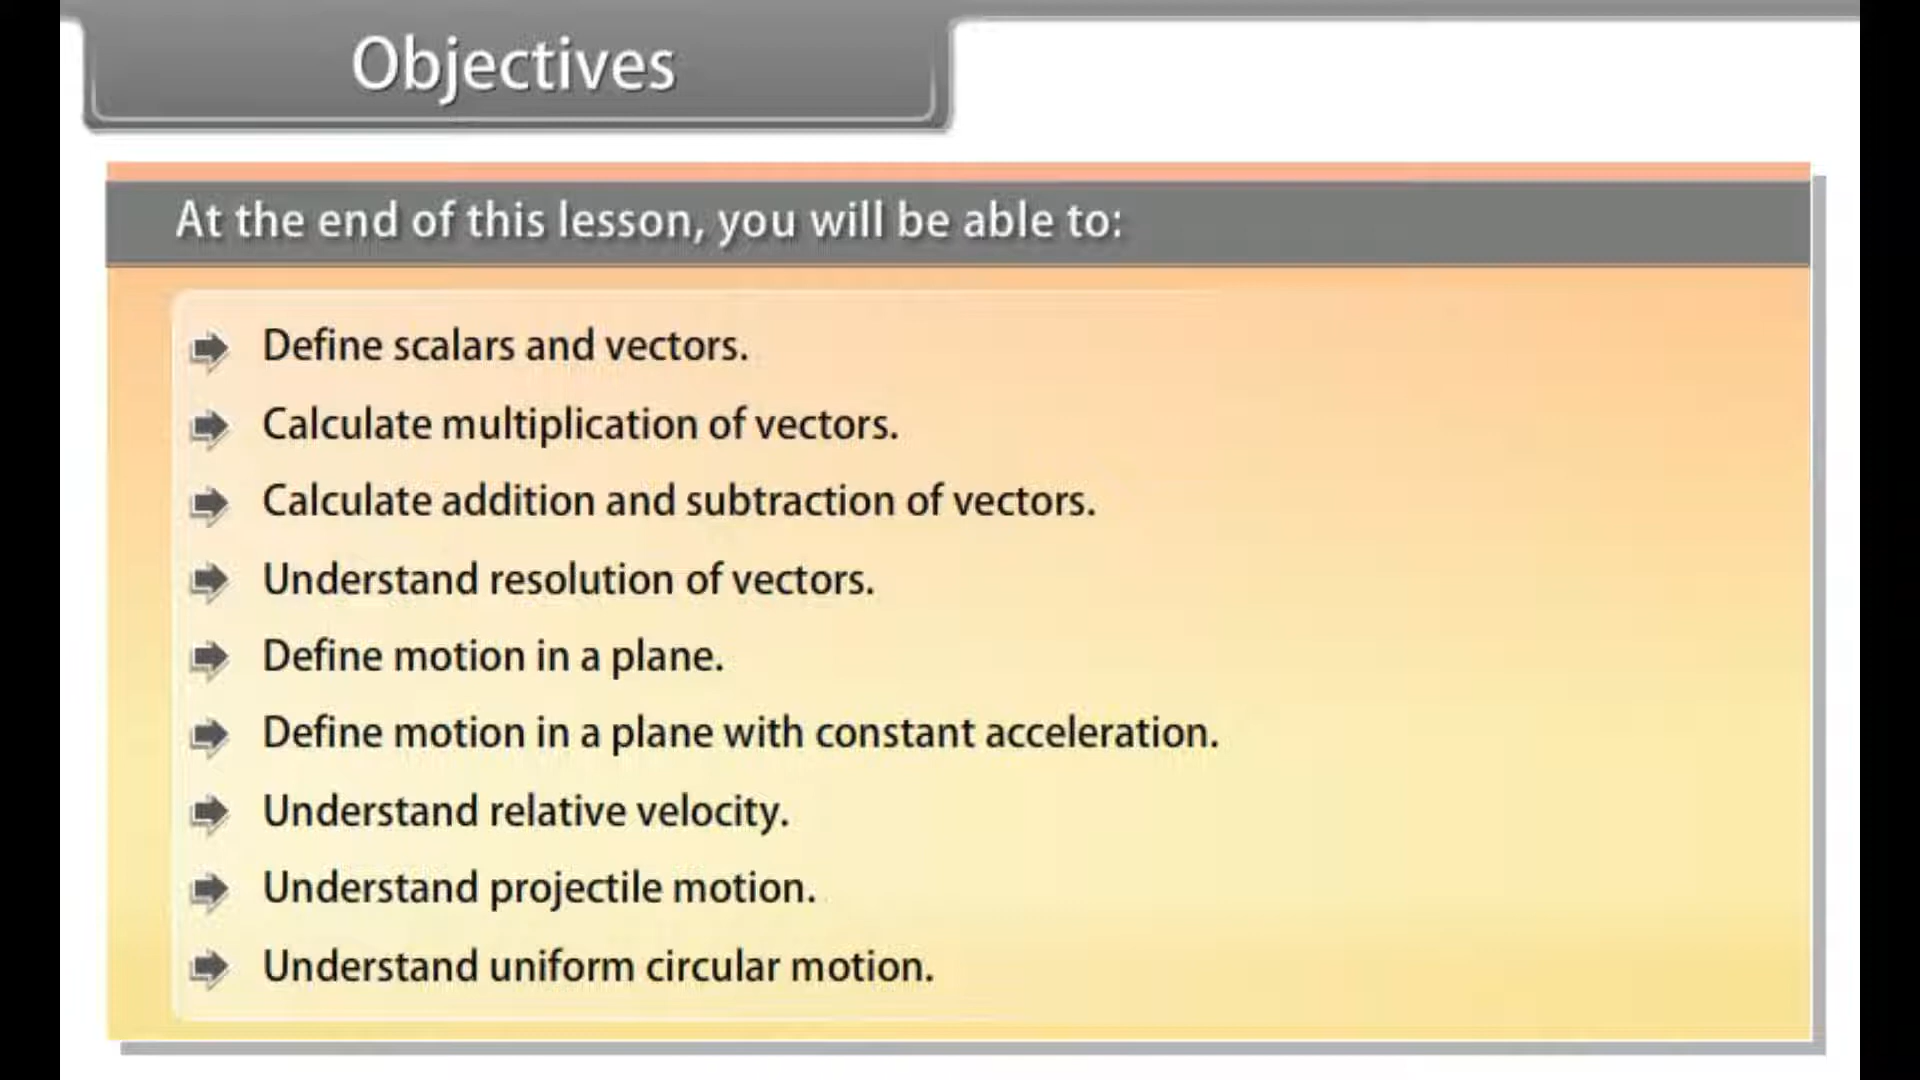 Objectives
At the end of this lesson, you will be able to:
Define scalars and vectors.
Calculate multiplication of vectors.
Calculate addition and subtraction of vectors.
Understand resolution of vectors.
Define motion in a plane.
Define motion in a plane with constant acceleration.
Understand relative velocity.
Understand projectile motion.
Understand uniform circular motion.